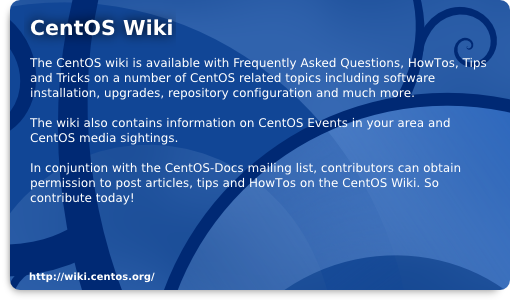 CentOS Wiki
The CentOS wiki is available with Frequently Asked Questions, HowTos, Tips
and Tricks on a number of CentOS related topics including software
installation, upgrades, repository configuration and much more.
The wiki also contains information on CentOS Events in your area and
CentOS media sightings.
In conjuntion with the CentOS-Docs mailing list, contributors can obtain
permission to post articles, tips and HowTos on the CentOS Wiki. So
contribute today!
http://wiki.centos.org/